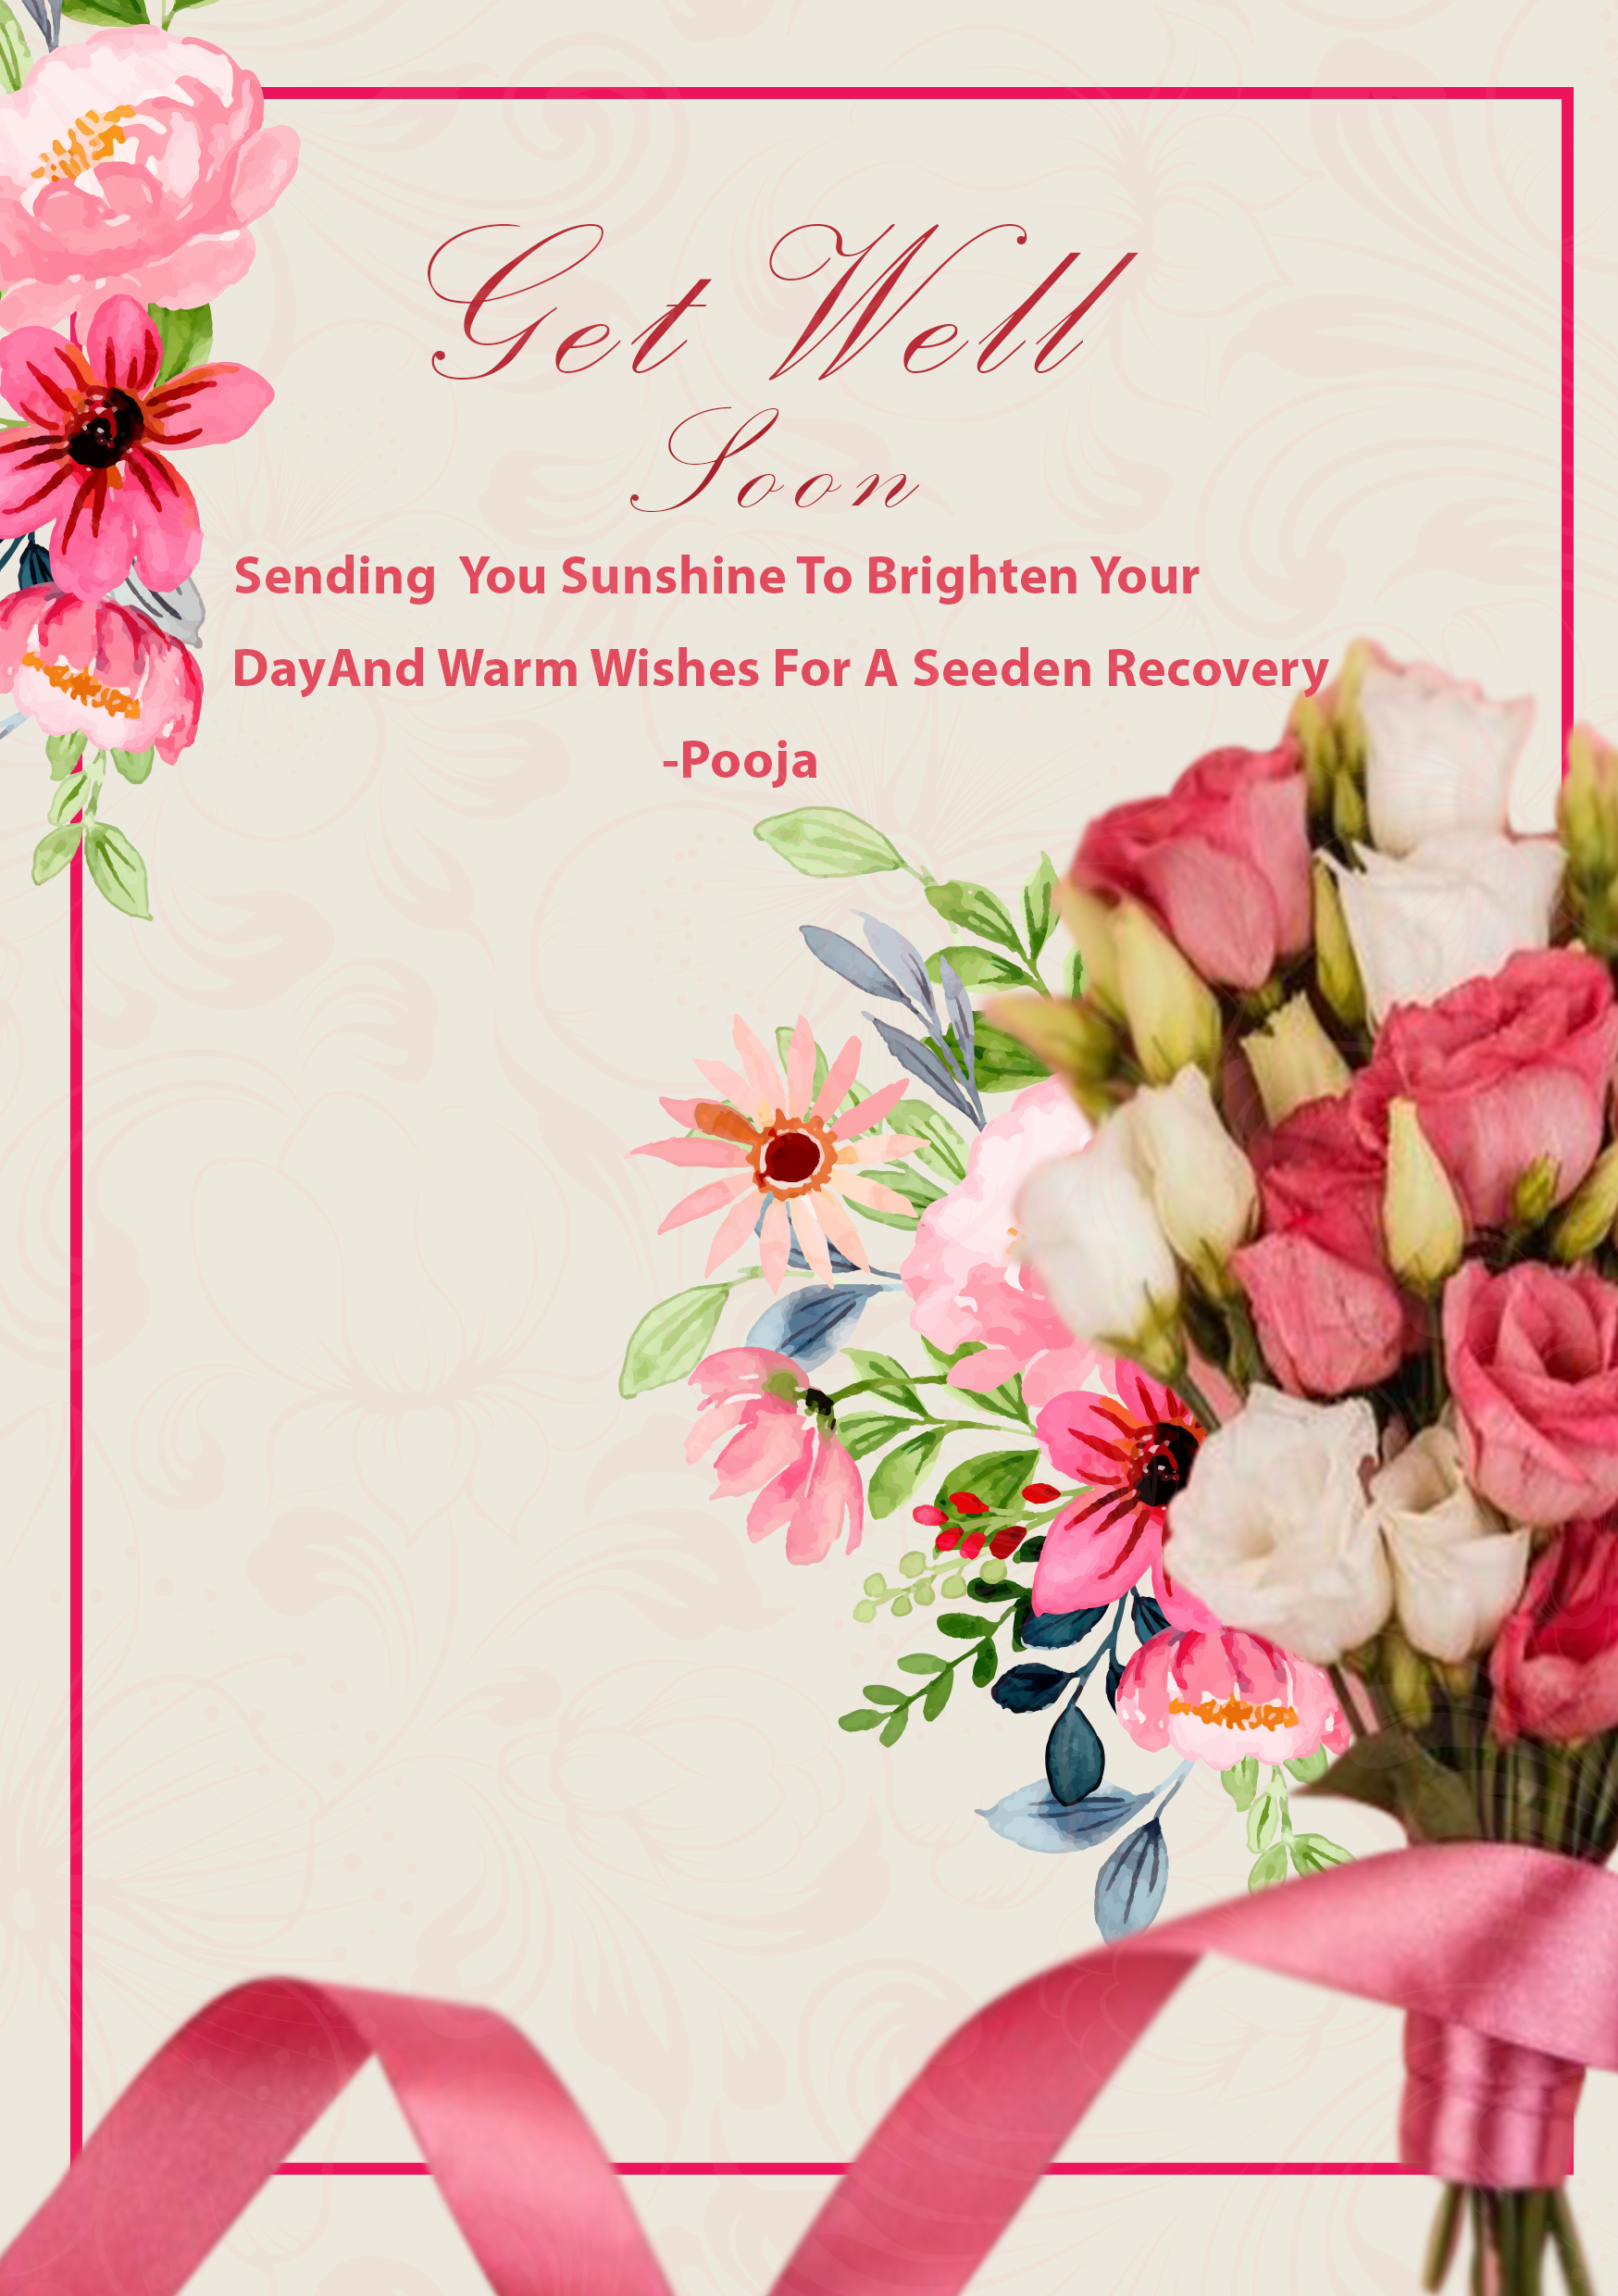 Get Well
Soon
Sending  You Sunshine To Brighten Your
DayAnd Warm Wishes For A Seeden Recovery
-Pooja